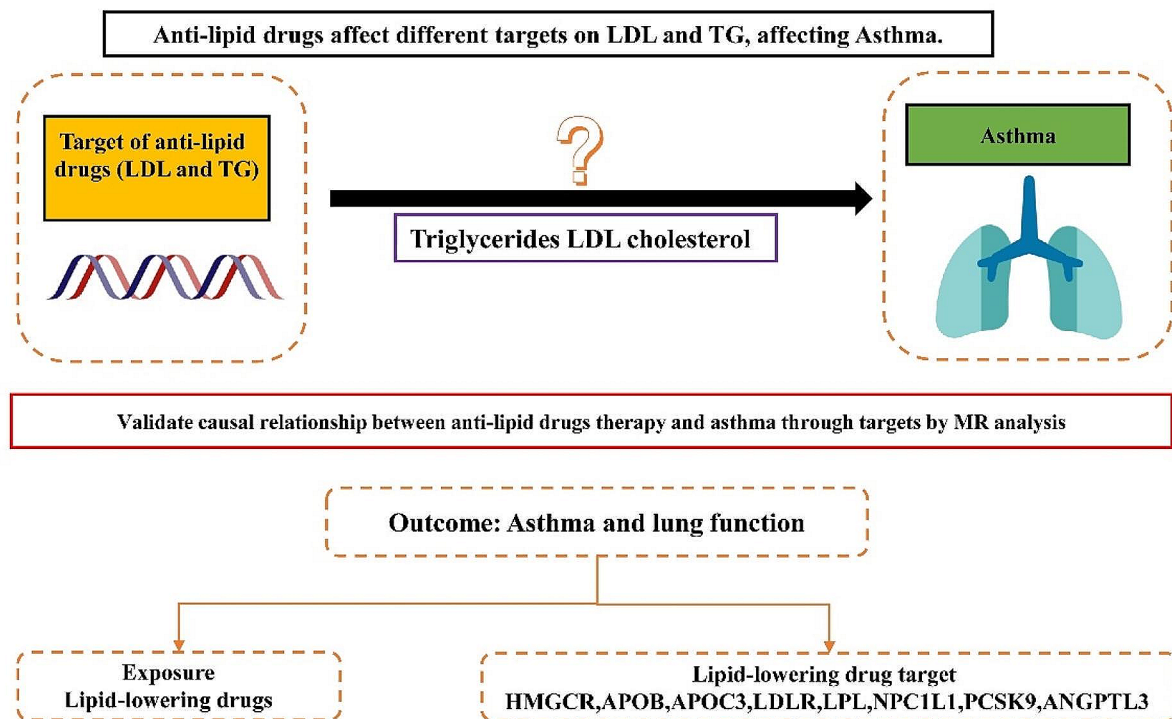 Anti-lipid drugs affect different targets on LDL and TG, affecting Asthma.
Target of anti-lipid
drugs (LDL and TG)
?
Asthma
Triglycerides LDL cholesterol
Validate causal relationship between anti-lipid drugs therapy and asthma through targets by MR analysis
Outcome: Asthma and lung function
Exposure
Lipid-lowering drugs
Lipid-lowering drug target
HMGCR,APOB,APOC3,LDLR,LPL,NPC1L1,PCSK9,ANGPTL3